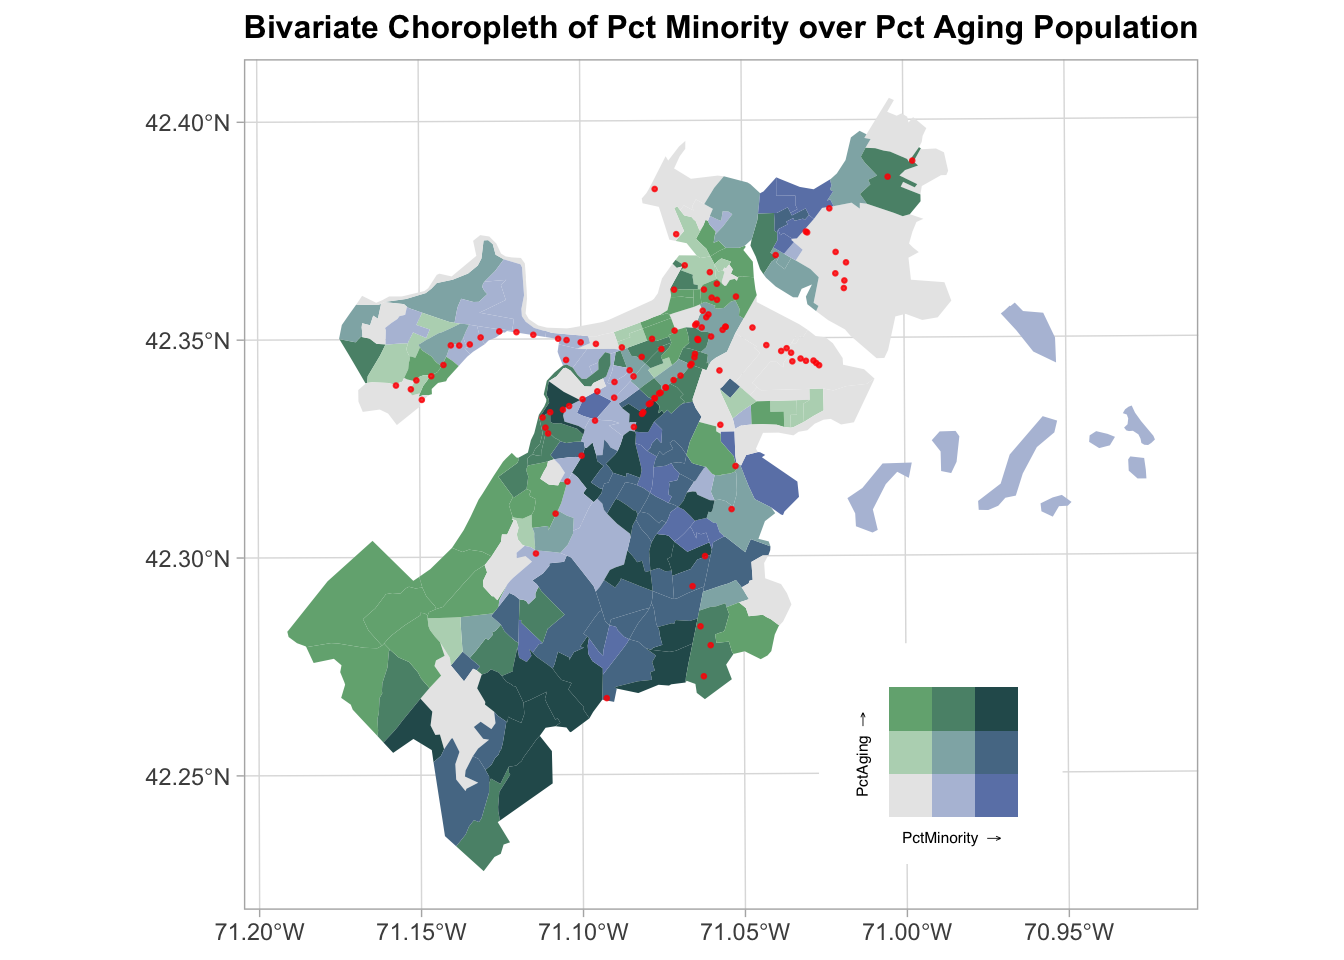 Bivariate Choropleth of Pct Minority over Pct Aging Population
42.40°N
42.35°N
42.30°N
42.25°N
PctAging →
PctMinority →
71.20°W 71.15°W 71.10°W 71.05°W 71.00°W 70.95°W